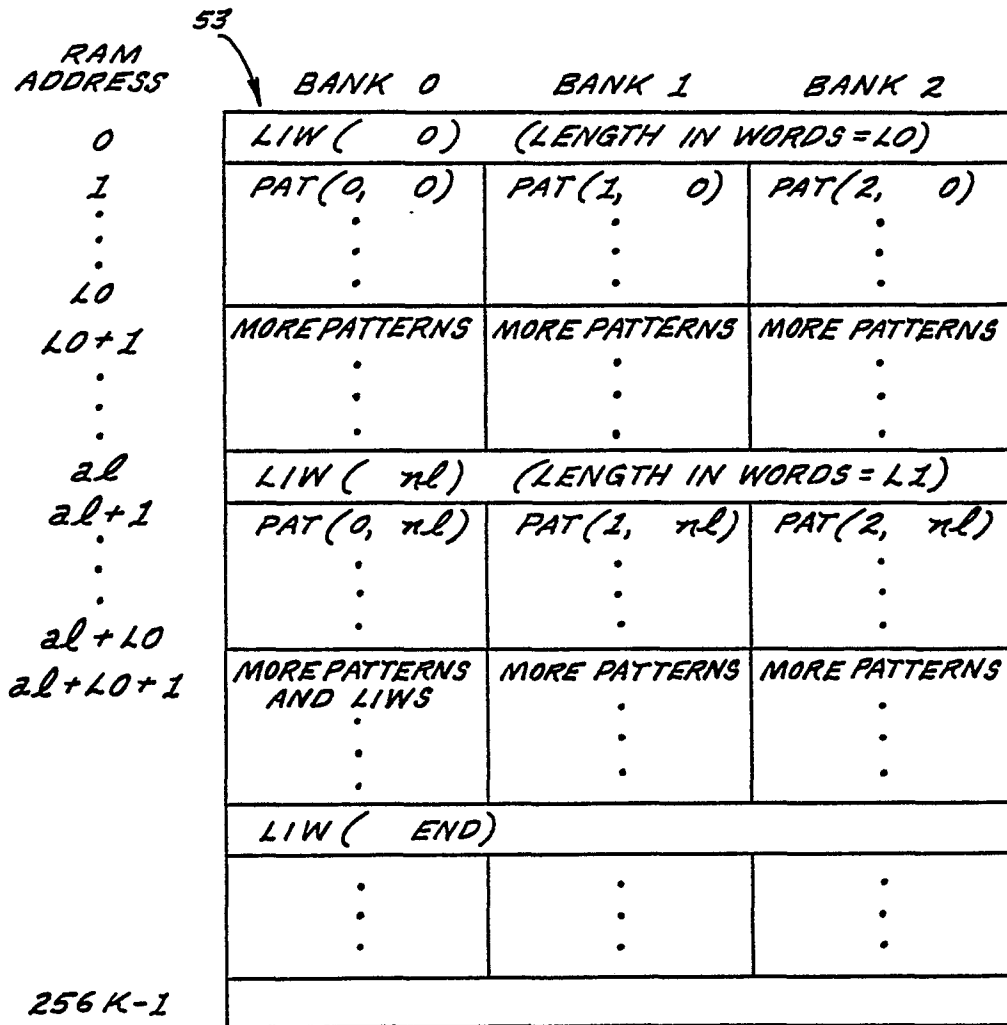 53
RAM
ADDRESS BANK 0 BANK 1 BANK 2
0 LIW ( 0) (LENGTH IN WORDS = L0)
1 PAT(0, 0) PAT(1, 0) PAT(2, 0)
L0
L0+1 MORE PATTERNS MORE PATTERNS MORE PATTERNS
al LIW ( nl) (LENGTH IN WORDS = L1)
al+1 PAT(0, nl) PAT(1, nl) PAT(2, nl)
al+L0
al+L0+1 MORE PATTERNS MORE PATTERNS MORE PATTERNS
AND LIWS
LIW ( END)
256K-1